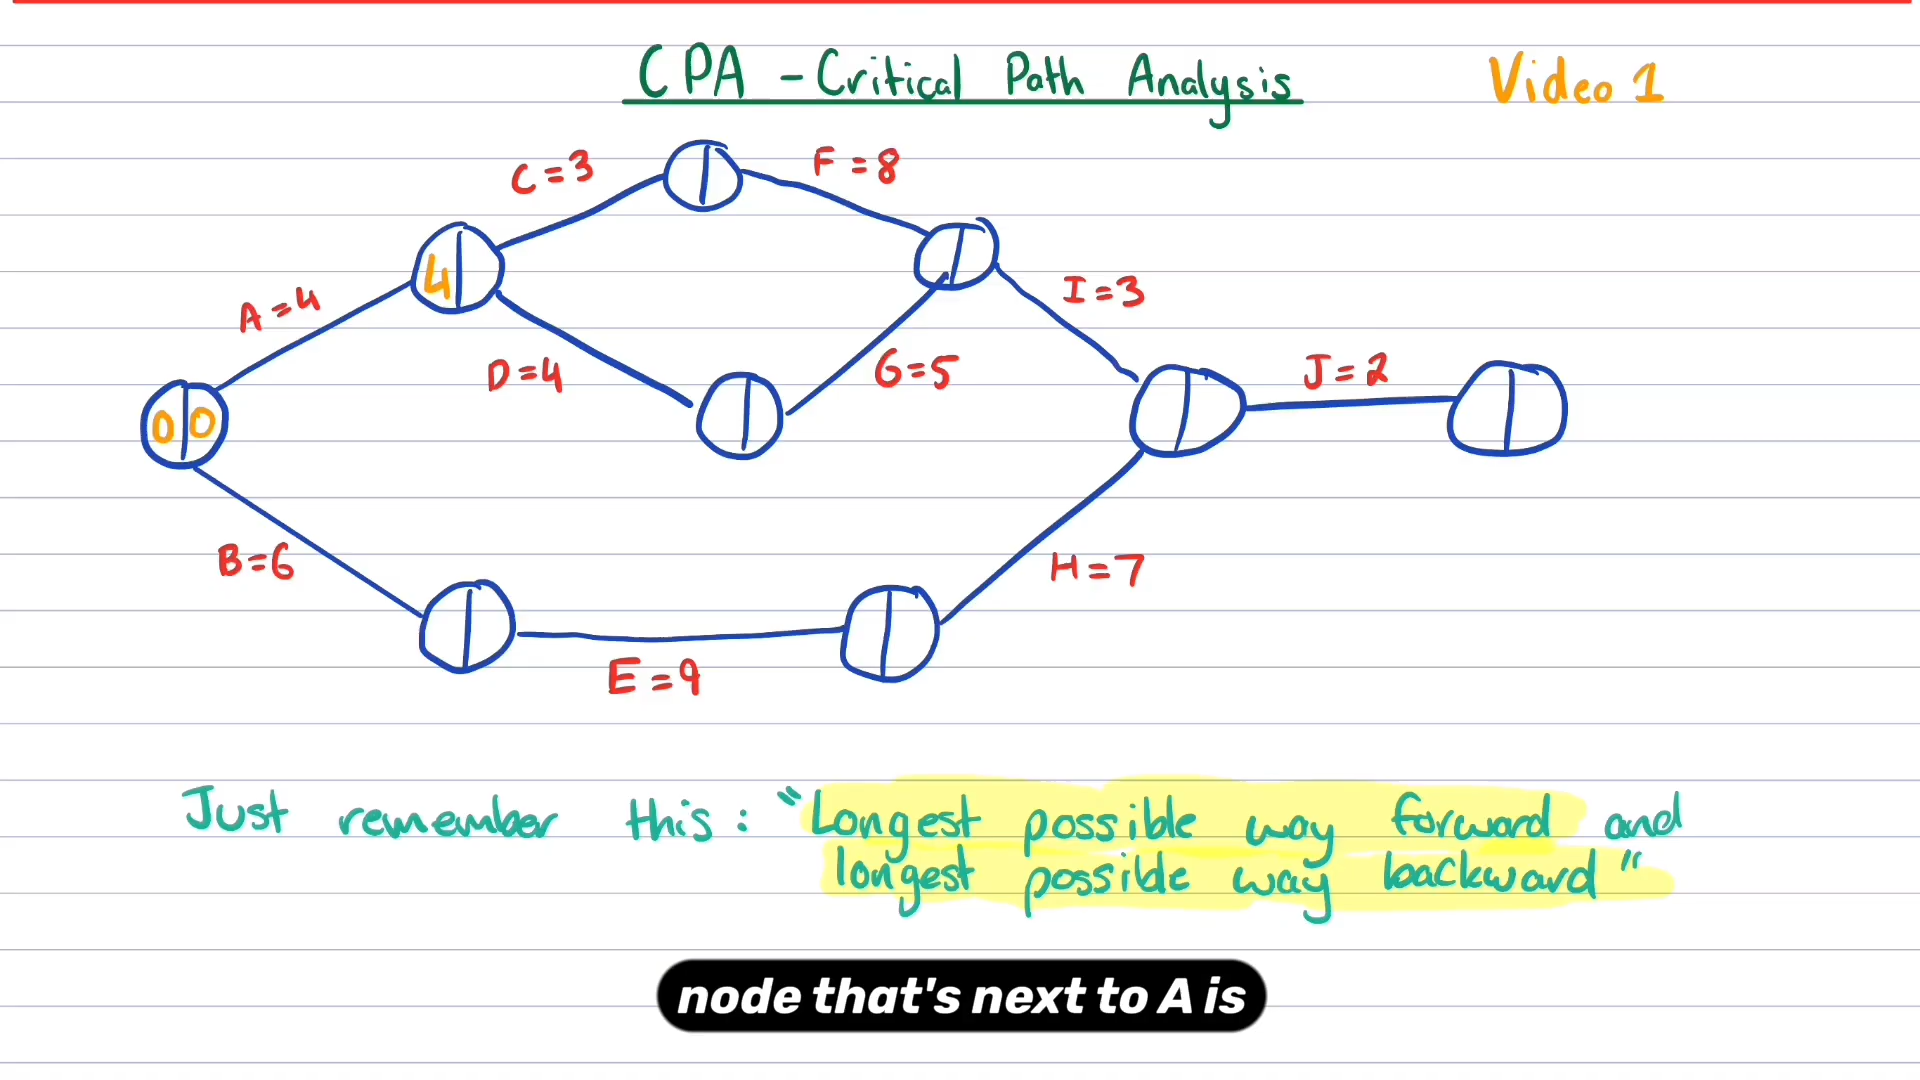 CPA - Critical Path Analysis
Video 1
C=3
F=8
4
A=4
I=3
D=4
G=5
J=2
0 0
B=6
H=7
E=9
Just remember this: "Longest possible way forward and
longest possible way backward"
node that's next to A is